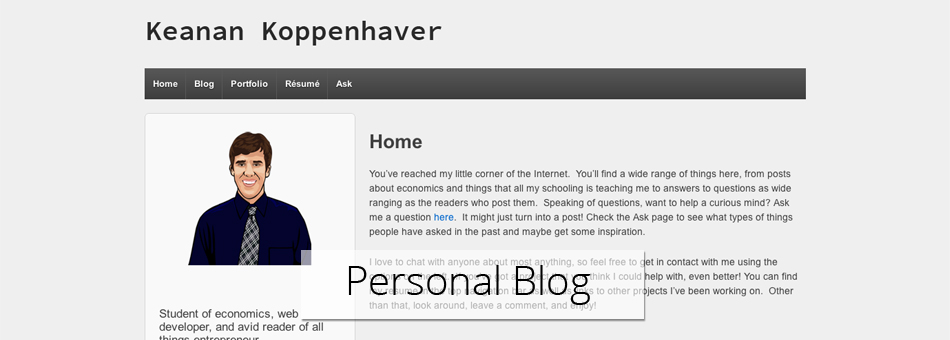 Keanan Koppenhaver
Home Blog Portfolio Résumé Ask
Home
You've reached my little corner of the Internet. You'll find a wide range of things here, from posts
about economics and things that all my schooling is teaching me to answers to questions as wide
ranging as the readers who post them. Speaking of questions, want to help a curious mind? Ask
me a question here. It might just turn into a post! Check the Ask page to see what types of things
people have asked in the past and maybe get some inspiration.
I love to chat with anyone about most anything, so feel free to get in contact with me using the
think I could help with, even better! You can find
to other projects I've been working on. Other
than that, look around, leave a comment, and enjoy!
Personal Blog
Student of economics, web
developer, and avid reader of all
things entrepreneur